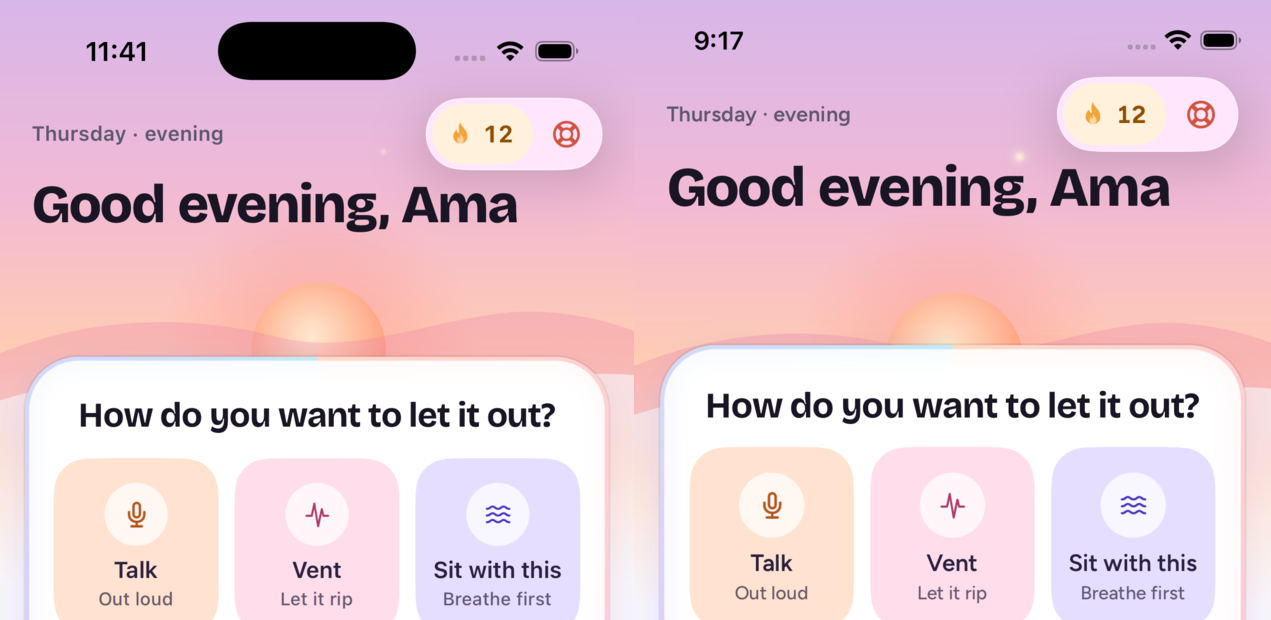 11:41
Thursday · evening
12
Good evening, Ama
How do you want to let it out?
Talk
Out loud
Vent
Let it rip
Sit with this
Breathe first
9:17
Thursday · evening
12
Good evening, Ama
How do you want to let it out?
Talk
Out loud
Vent
Let it rip
Sit with this
Breathe first